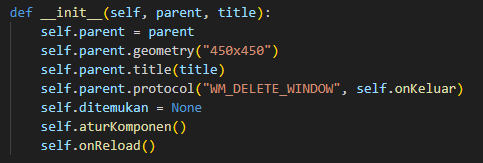 def __init__(self, parent, title):
    self.parent = parent
    self.parent.geometry("450x450")
    self.parent.title(title)
    self.parent.protocol("WM_DELETE_WINDOW", self.onKeluar)
    self.ditemukan = None
    self.aturKomponen()
    self.onReload()